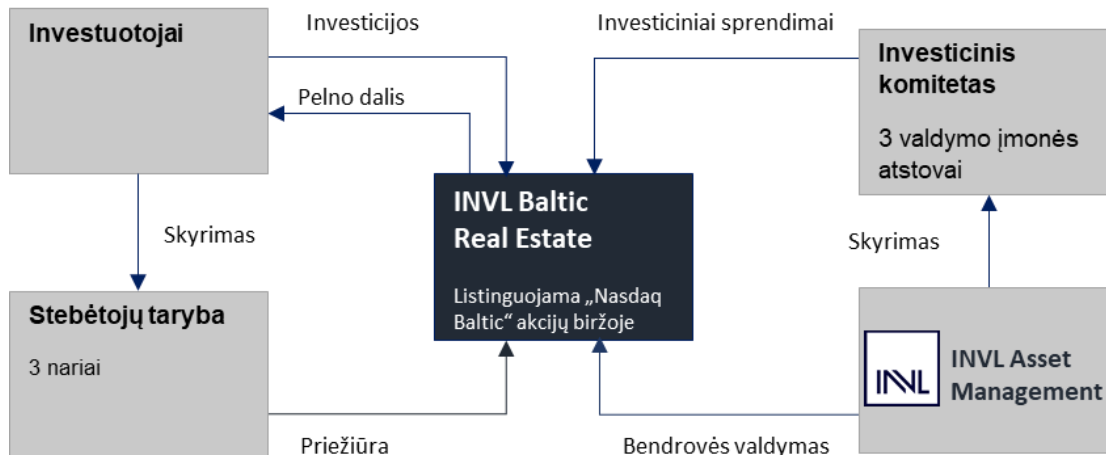 Investuotojai
Investicijos
Investiciniai sprendimai
Investicinis
komitetas
3 valdymo įmonės
atstovai
Pelno dalis
INVL Baltic
Real Estate
Listinguojama „Nasdaq
Baltic“ akcijų biržoje
Skyrimas
Skyrimas
Stebėtojų taryba
3 nariai
INVL
INVL Asset
Management
Priežiūra
Bendrovės valdymas